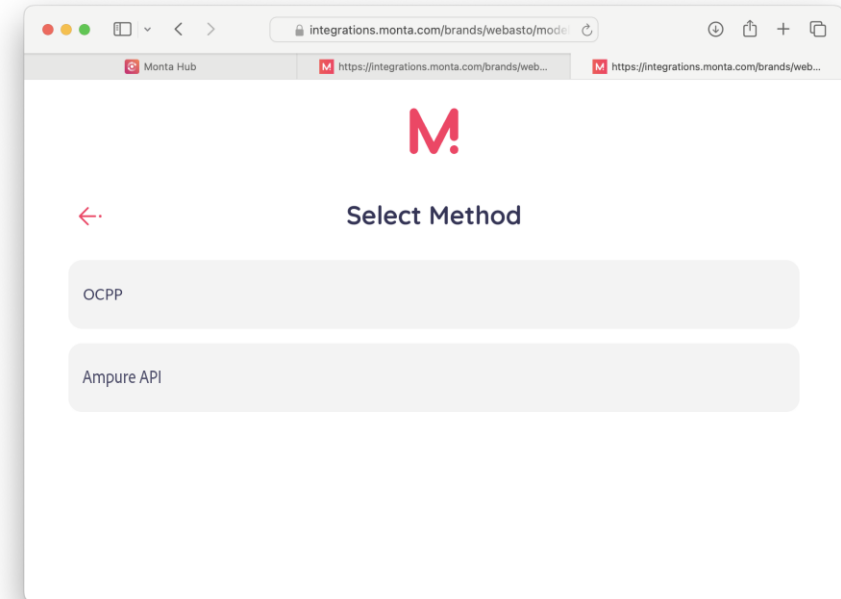 integrations.monta.com/brands/webasto/model
Monta Hub
https://integrations.monta.com/brands/web...
https://integrations.monta.com/brands/web...
M
Select Method
OCPP
Ampure API